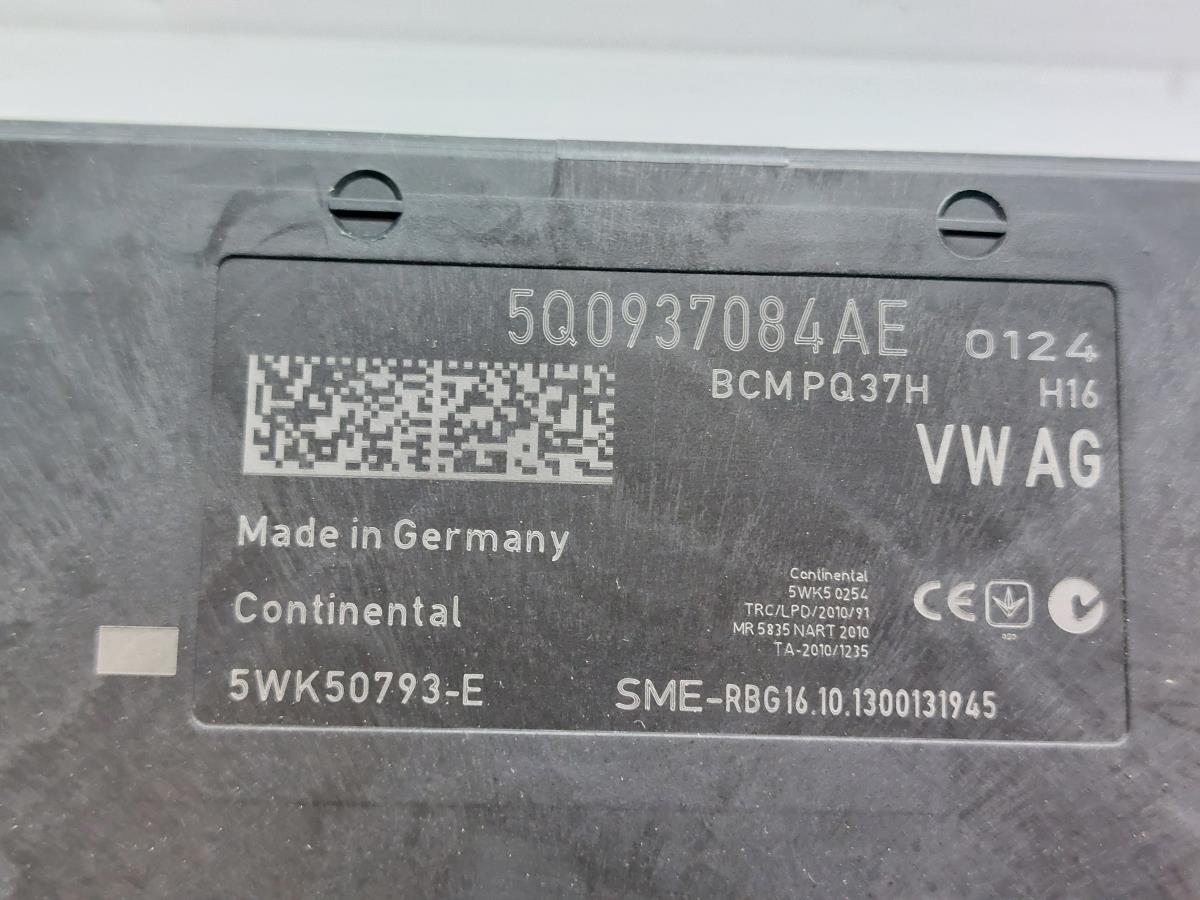 5Q0937084AE 0124
BCM PQ37H H16
VW AG
Made in Germany
Continental
5WK50793-E
Continental
5WK5 0254
TRC/LPD/2010/91
MR 5835 NART 2010
TA-2010/1235
CE
SME-RBG16.10.1300131945